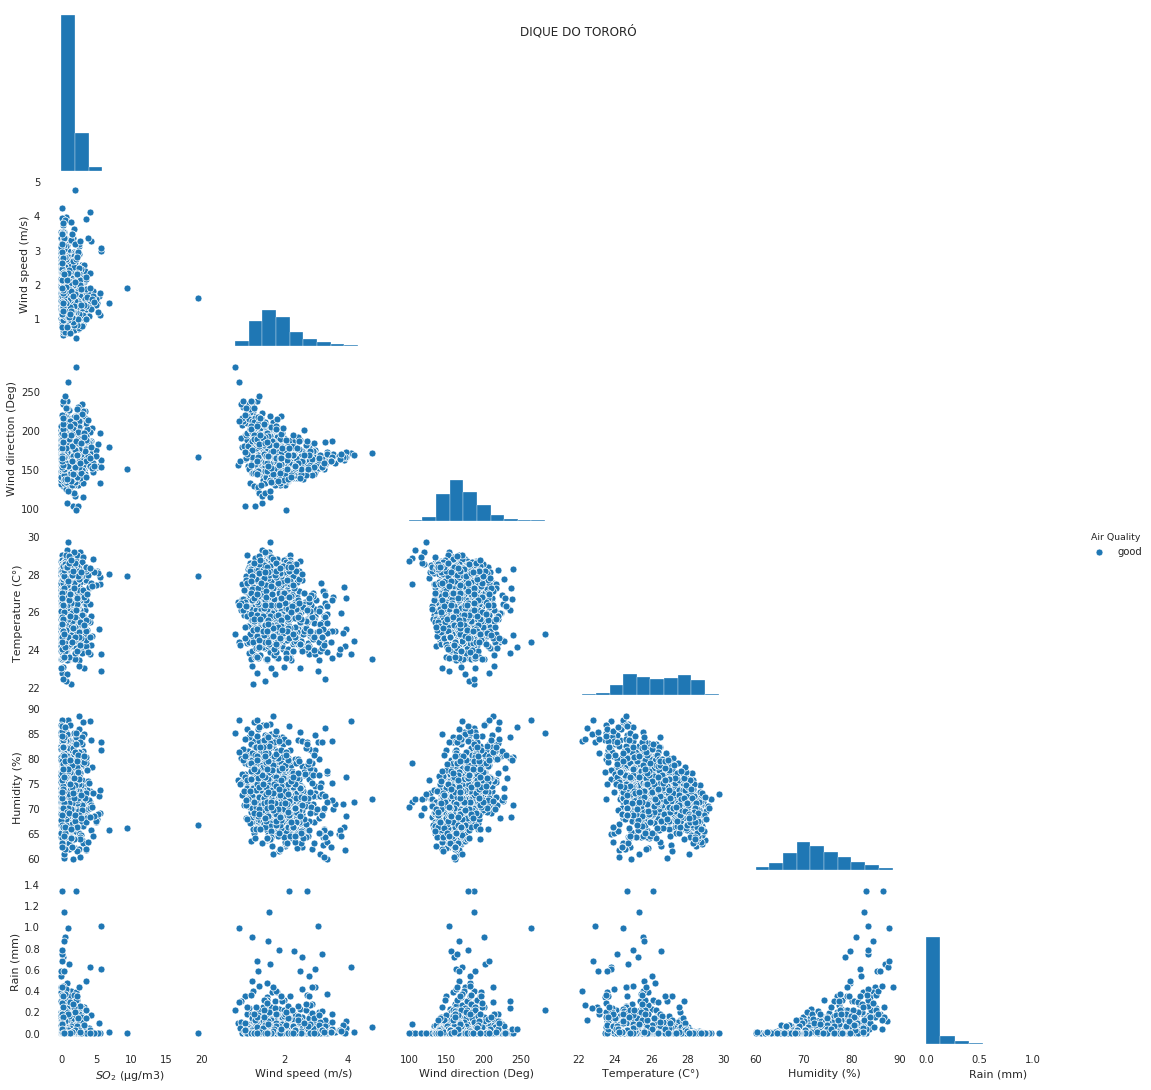 DIQUE DO TORORÓ
5
4
3
2
1
Wind speed (m/s)
250
200
150
100
Wind direction (Deg)
30
28
26
24
22
Temperature (C°)
Air Quality
good
90
85
80
75
70
65
60
Humidity (%)
1.4
1.2
1.0
0.8
0.6
0.4
0.2
0.0
Rain (mm)
0 5 10 15 20
2 4
100 150 200 250
22 24 26 28 30
60 70 80 90
0.0 0.5 1.0
SO₂ (µg/m3)
Wind speed (m/s)
Wind direction (Deg)
Temperature (C°)
Humidity (%)
Rain (mm)